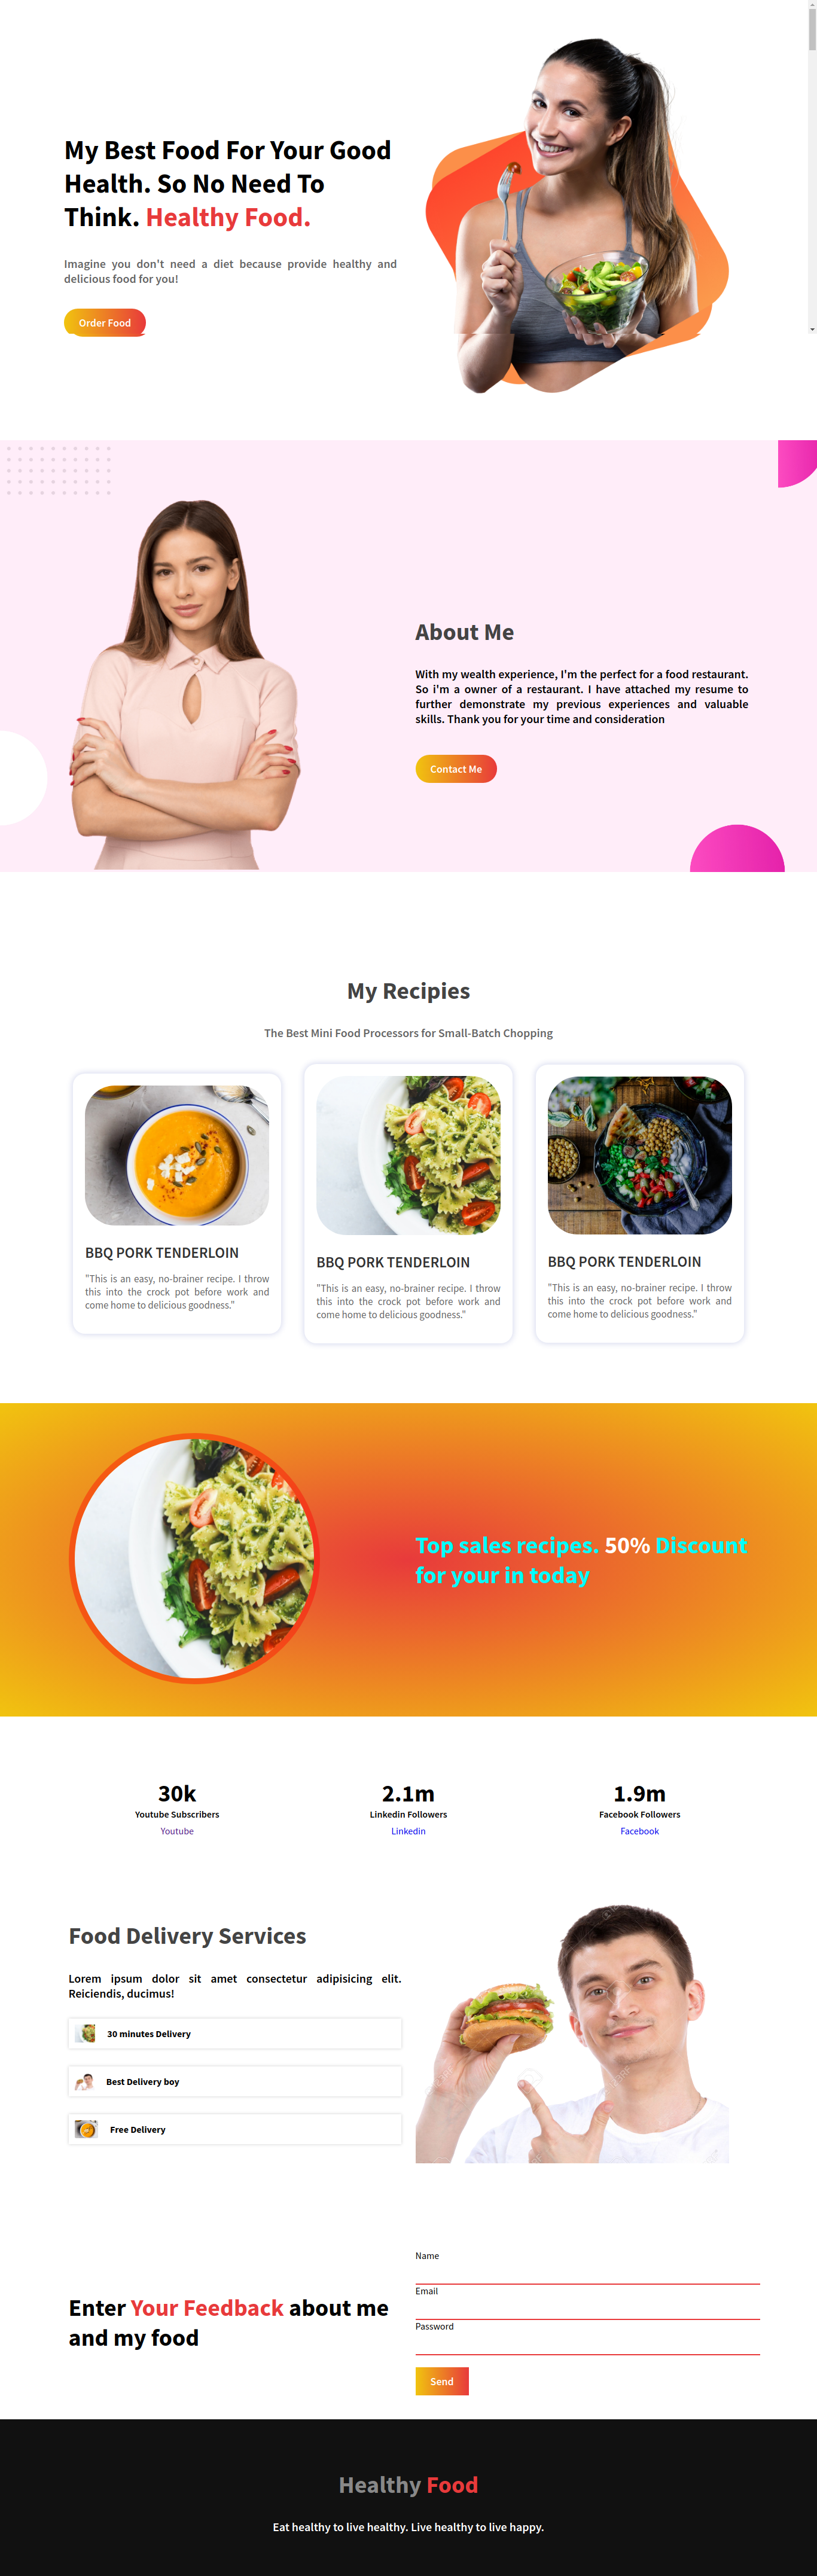 My Best Food For Your Good
Health. So No Need To
Think. Healthy Food.
Imagine you don't need a diet because provide healthy and
delicious food for you!
Order Food
About Me
With my wealth experience, I'm the perfect for a food restaurant.
So i'm a owner of a restaurant. I have attached my resume to
further demonstrate my previous experiences and valuable
skills. Thank you for your time and consideration
Contact Me
My Recipies
The Best Mini Food Processors for Small-Batch Chopping
BBQ PORK TENDERLOIN
"This is an easy, no-brainer recipe. I throw
this into the crock pot before work and
come home to delicious goodness."
BBQ PORK TENDERLOIN
"This is an easy, no-brainer recipe. I throw
this into the crock pot before work and
come home to delicious goodness."
BBQ PORK TENDERLOIN
"This is an easy, no-brainer recipe. I throw
this into the crock pot before work and
come home to delicious goodness."
Top sales recipes. 50% Discount
for your in today
30k
Youtube Subscribers
Youtube
2.1m
Linkedin Followers
Linkedin
1.9m
Facebook Followers
Facebook
Food Delivery Services
Lorem ipsum dolor sit amet consectetur adipisicing elit.
Reiciendis, ducimus!
30 minutes Delivery
Best Delivery boy
Free Delivery
Enter Your Feedback about me
and my food
Name
Email
Password
Send
Healthy Food
Eat healthy to live healthy. Live healthy to live happy.